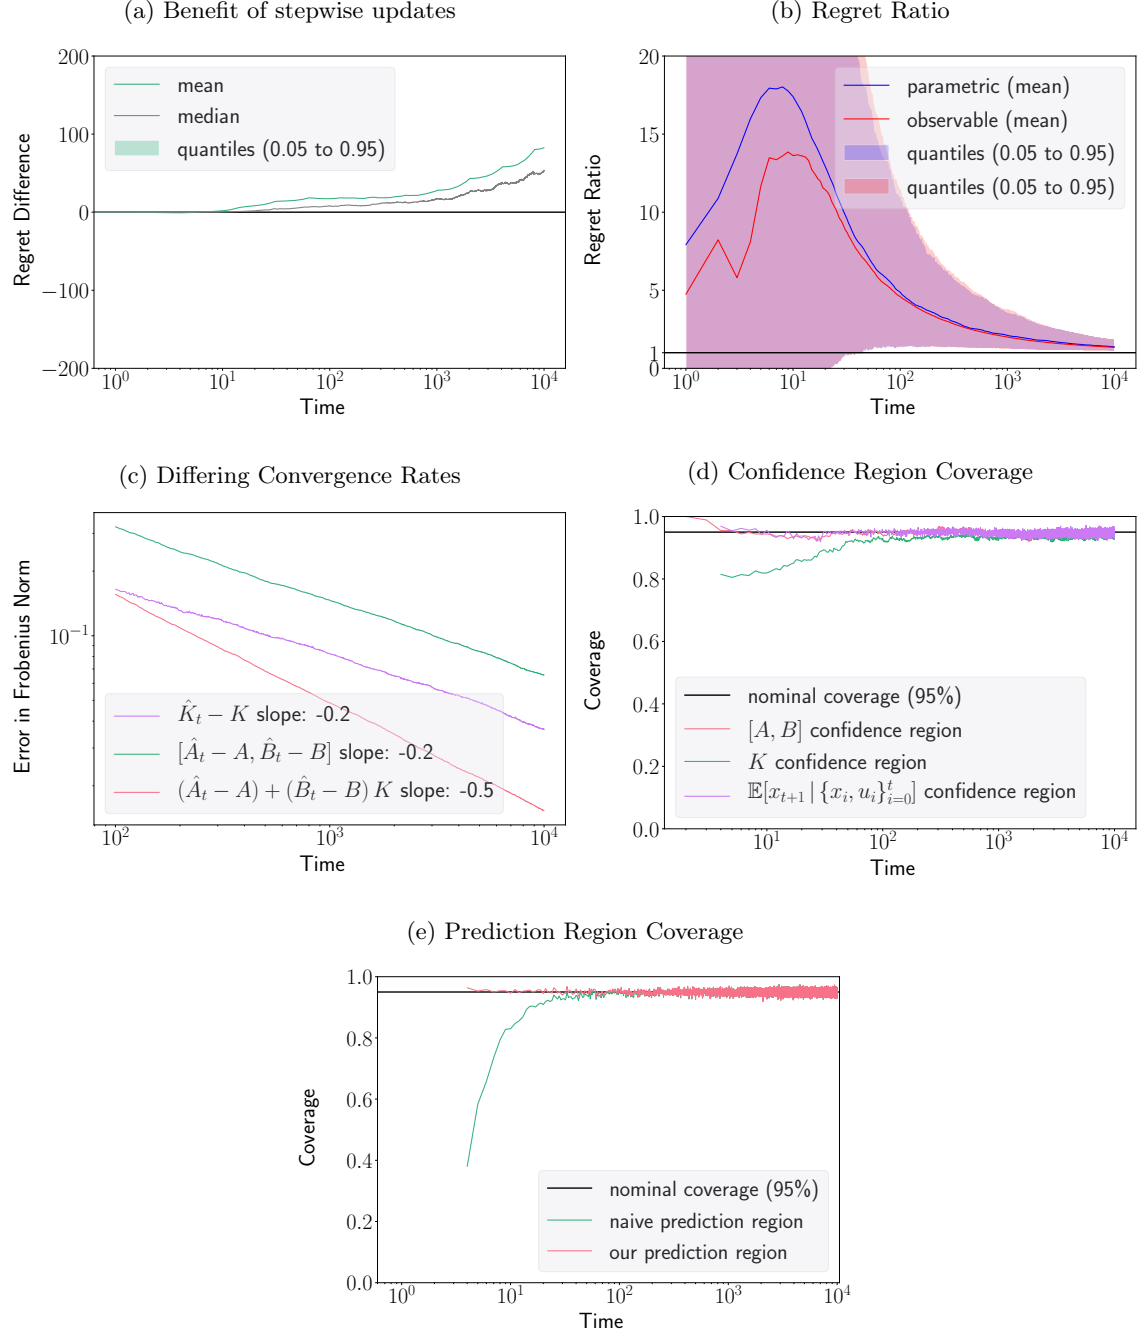 (a) Benefit of stepwise updates
200
100
0
−100
−200
Regret Difference
mean
median
quantiles (0.05 to 0.95)
10^0
10^1
10^2
10^3
10^4
Time
(b) Regret Ratio
20
15
10
5
1
0
Regret Ratio
parametric (mean)
observable (mean)
quantiles (0.05 to 0.95)
quantiles (0.05 to 0.95)
10^0
10^1
10^2
10^3
10^4
Time
(c) Differing Convergence Rates
10^−1
Error in Frobenius Norm
K̂_t − K slope: -0.2
[Â_t − A, B̂_t − B] slope: -0.2
(Â_t − A) + (B̂_t − B) K slope: -0.5
10^2
10^3
10^4
Time
(d) Confidence Region Coverage
1.0
0.8
0.6
0.4
0.2
0.0
Coverage
nominal coverage (95%)
[A, B] confidence region
K confidence region
𝔼[x_{t+1} | {x_i, u_i}_{i=0}^t] confidence region
10^1
10^2
10^3
10^4
Time
(e) Prediction Region Coverage
1.0
0.8
0.6
0.4
0.2
0.0
Coverage
nominal coverage (95%)
naive prediction region
our prediction region
10^0
10^1
10^2
10^3
10^4
Time